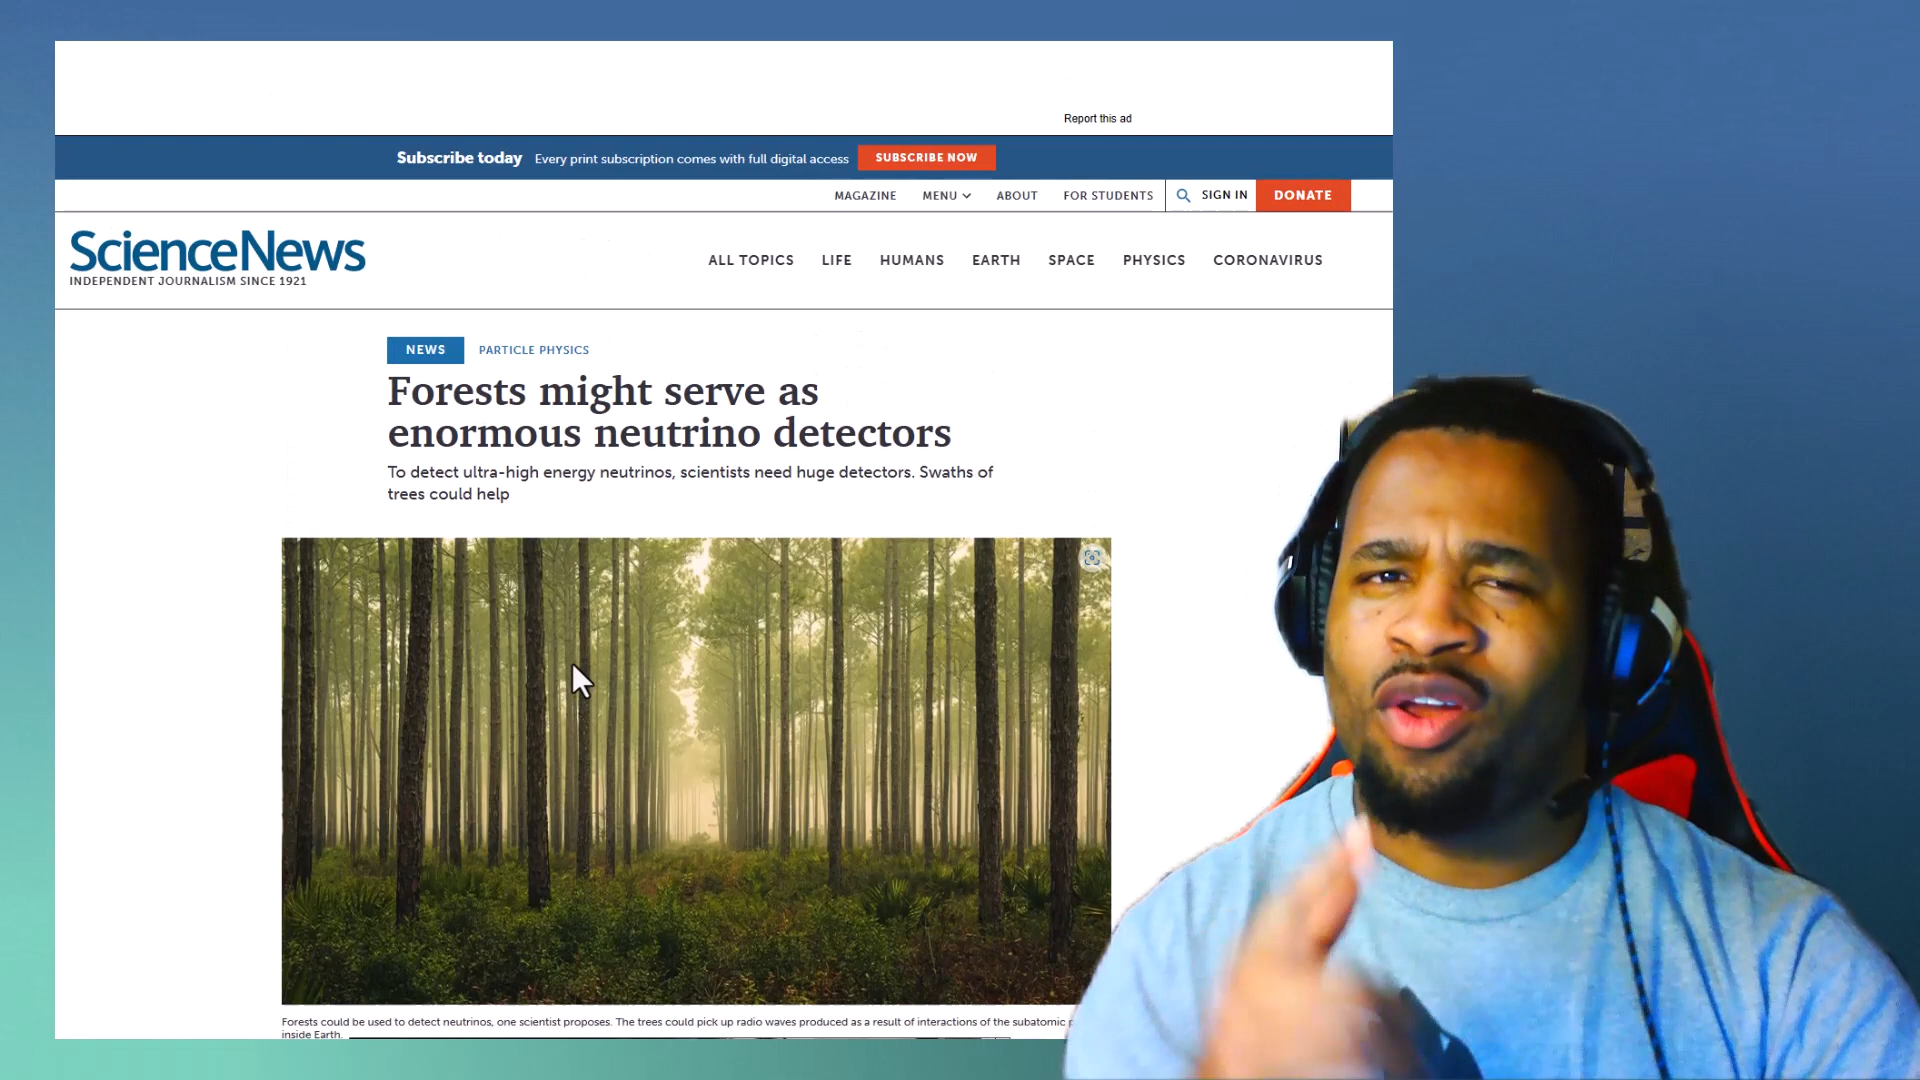 Report this ad
Subscribe today Every print subscription comes with full digital access SUBSCRIBE NOW
MAGAZINE MENU ABOUT FOR STUDENTS SIGN IN DONATE
ScienceNews
INDEPENDENT JOURNALISM SINCE 1921
ALL TOPICS LIFE HUMANS EARTH SPACE PHYSICS CORONAVIRUS
NEWS PARTICLE PHYSICS
Forests might serve as
enormous neutrino detectors
To detect ultra-high energy neutrinos, scientists need huge detectors. Swaths of
trees could help
Forests could be used to detect neutrinos, one scientist proposes. The trees could pick up radio waves produced as a result of interactions of the subatomic
inside Earth.